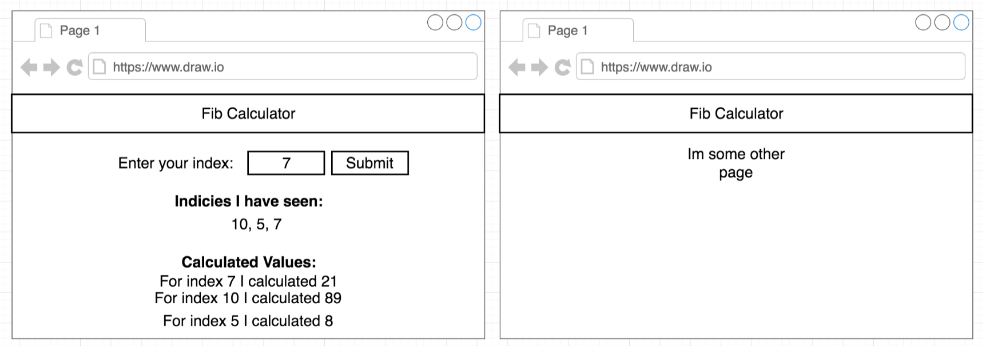 Page 1
https://www.draw.io
Fib Calculator
Enter your index: 7 Submit
Indicies I have seen:
10, 5, 7
Calculated Values:
For index 7 I calculated 21
For index 10 I calculated 89
For index 5 I calculated 8
Page 1
https://www.draw.io
Fib Calculator
Im some other
page